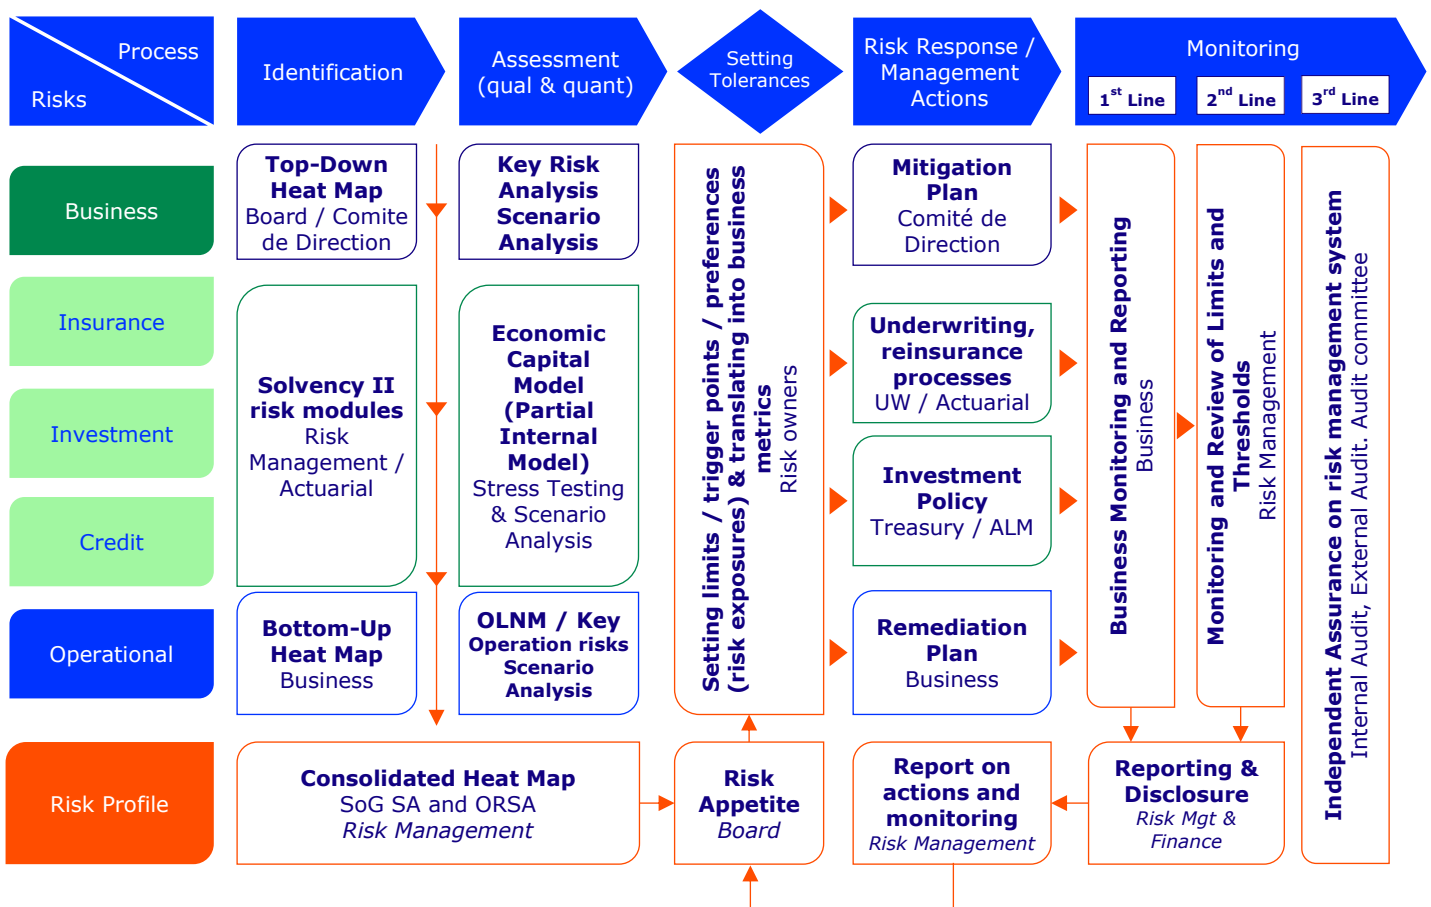 Process
Risks
Identification
Assessment
(qual & quant)
Setting
Tolerances
Risk Response /
Management
Actions
Monitoring
1st Line
2nd Line
3rd Line
Business
Top-Down
Heat Map
Board / Comite
de Direction
Key Risk
Analysis
Scenario
Analysis
Setting limits / trigger points / preferences
(risk exposures) & translating into business
metrics
Risk owners
Mitigation
Plan
Comité de
Direction
Business Monitoring and Reporting
Business
Monitoring and Review of Limits and
Thresholds
Risk Management
Independent Assurance on risk management system
Internal Audit, External Audit. Audit committee
Insurance
Investment
Credit
Solvency II
risk modules
Risk
Management /
Actuarial
Economic
Capital
Model
(Partial
Internal
Model)
Stress Testing
& Scenario
Analysis
Underwriting,
reinsurance
processes
UW / Actuarial
Investment
Policy
Treasury / ALM
Operational
Bottom-Up
Heat Map
Business
OLNM / Key
Operation risks
Scenario
Analysis
Remediation
Plan
Business
Risk Profile
Consolidated Heat Map
SoG SA and ORSA
Risk Management
Risk
Appetite
Board
Report on
actions and
monitoring
Risk Management
Reporting &
Disclosure
Risk Mgt &
Finance